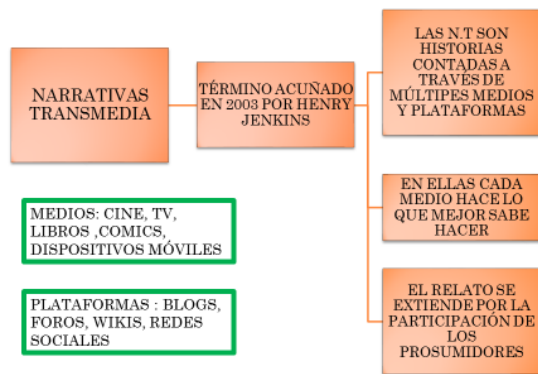 NARRATIVAS
TRANSMEDIA
TÉRMINO ACUÑADO
EN 2003 POR HENRY
JENKINS
LAS N.T SON
HISTORIAS
CONTADAS A
TRAVÉS DE
MÚLTIPES MEDIOS
Y PLATAFORMAS
EN ELLAS CADA
MEDIO HACE LO
QUE MEJOR SABE
HACER
EL RELATO SE
EXTIENDE POR LA
PARTICIPACIÓN DE
LOS
PROSUMIDORES
MEDIOS: CINE, TV,
LIBROS ,COMICS,
DISPOSITIVOS MÓVILES
PLATAFORMAS : BLOGS,
FOROS, WIKIS, REDES
SOCIALES